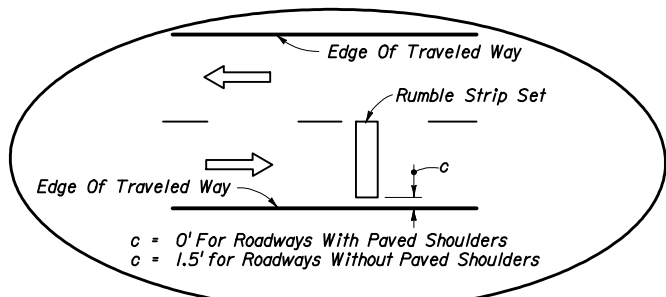 Edge Of Traveled Way
Rumble Strip Set
c
Edge Of Traveled Way
c = 0' For Roadways With Paved Shoulders
c = 1.5' for Roadways Without Paved Shoulders